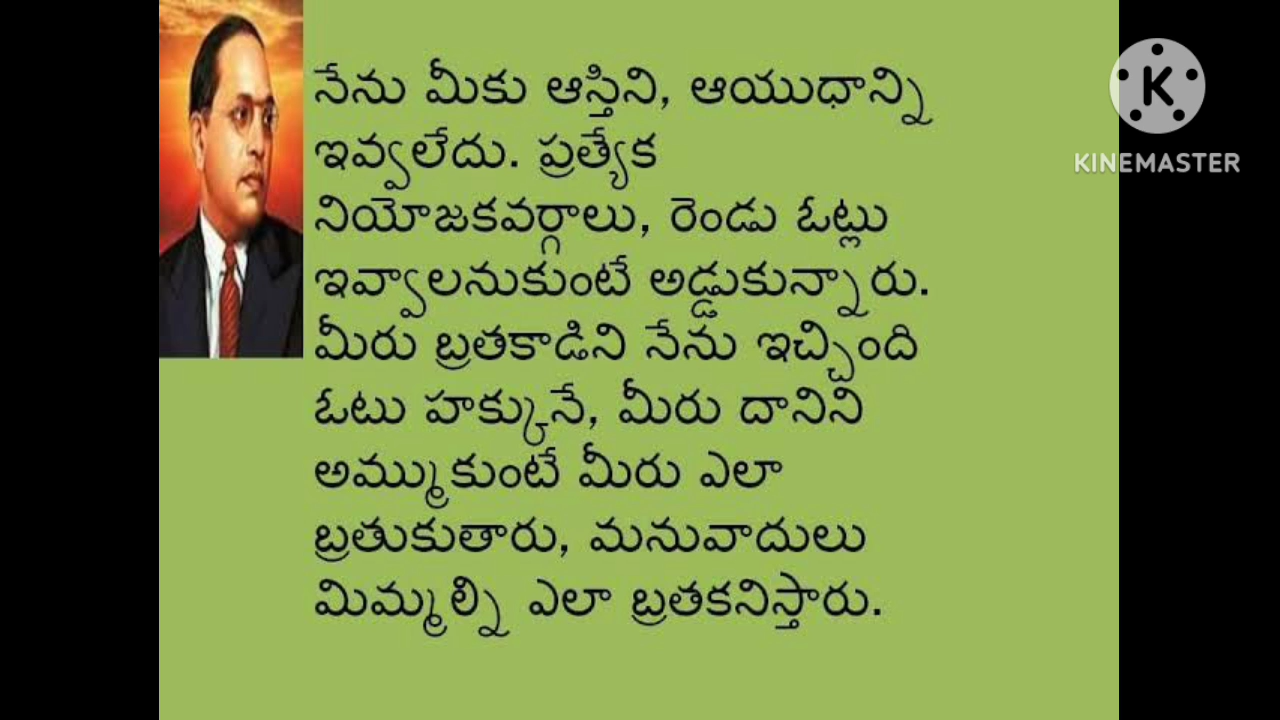 నేను మీకు ఆస్తిని, ఆయుధాన్ని
ఇవ్వలేదు. ప్రత్యేక
నియోజకవర్గాలు, రెండు ఓట్లు
ఇవ్వాలనుకుంటే అడ్డుకున్నారు.
మీరు బ్రతకాడిని నేను ఇచ్చింది
ఓటు హక్కునే, మీరు దానిని
అమ్ముకుంటే మీరు ఎలా
బ్రతుకుతారు, మనువాదులు
మిమ్మల్ని ఎలా బ్రతకనిస్తారు.
K
KINEMASTER